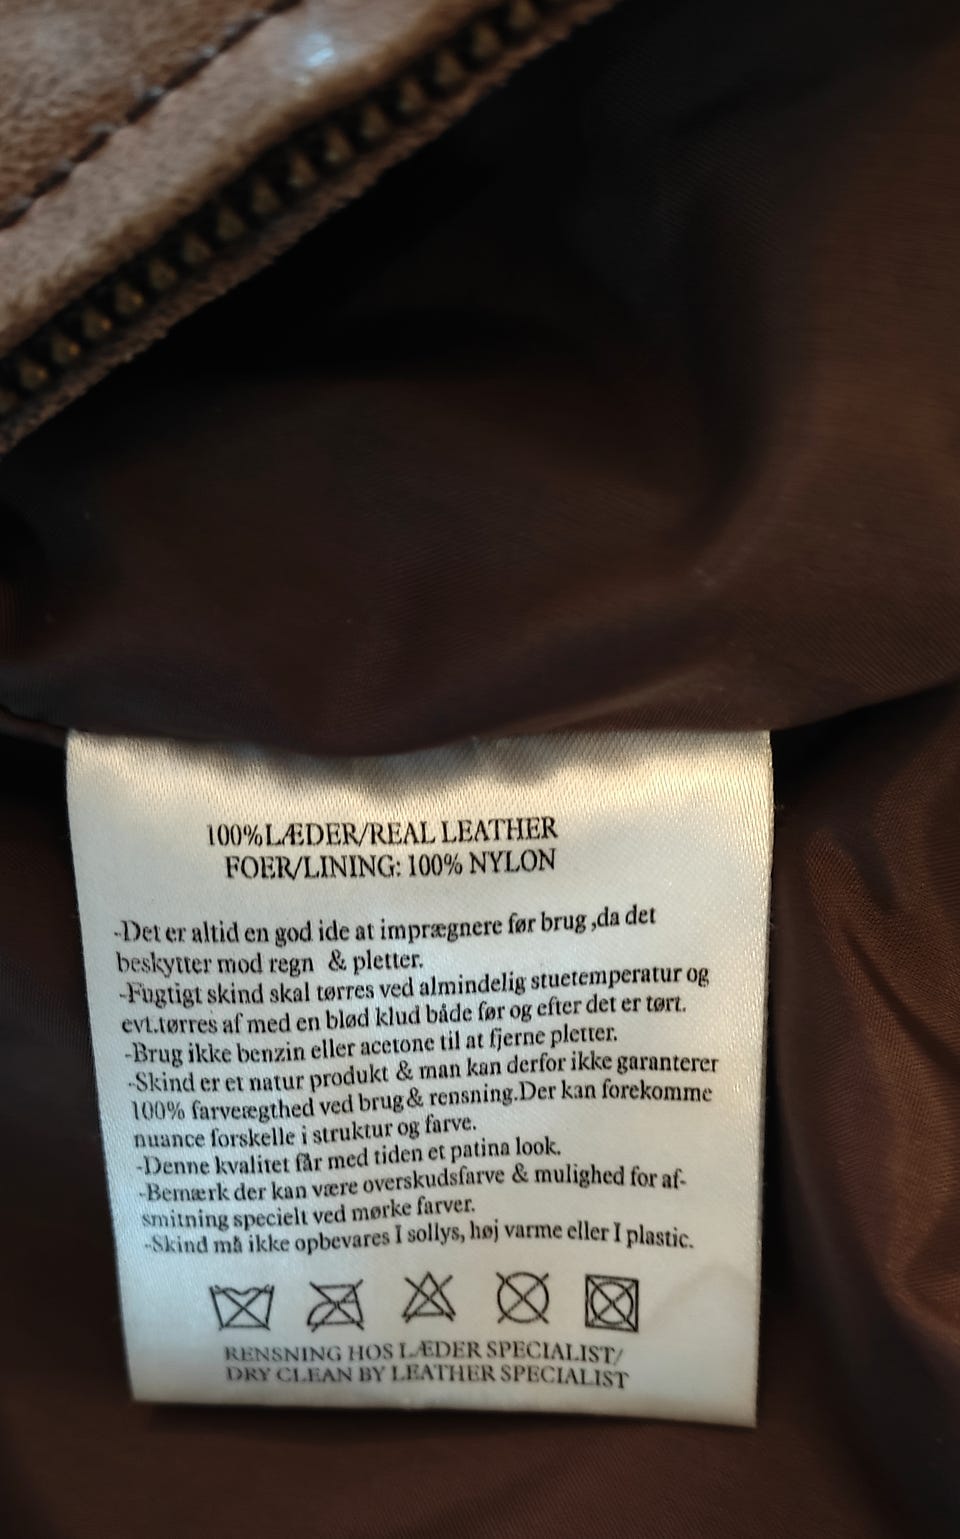 100%LÆDER/REAL LEATHER
FOER/LINING: 100% NYLON
-Det er altid en god ide at imprægnere før brug ,da det
beskytter mod regn & pletter.
-Fugtigt skind skal tørres ved almindelig stuetemperatur og
evt.tørres af med en blød klud både før og efter det er tørt.
-Brug ikke benzin eller acetone til at fjerne pletter.
-Skind er et natur produkt & man kan derfor ikke garanterer
100% farveægthed ved brug& rensning.Der kan forekomme
nuance forskelle i struktur og farve.
-Denne kvalitet får med tiden et patina look.
-Bemærk der kan være overskudsfarve & mulighed for af-
smitning specielt ved mørke farver.
-Skind må ikke opbevares I sollys, høj varme eller I plastic.
RENSNING HOS LÆDER SPECIALIST/
DRY CLEAN BY LEATHER SPECIALIST